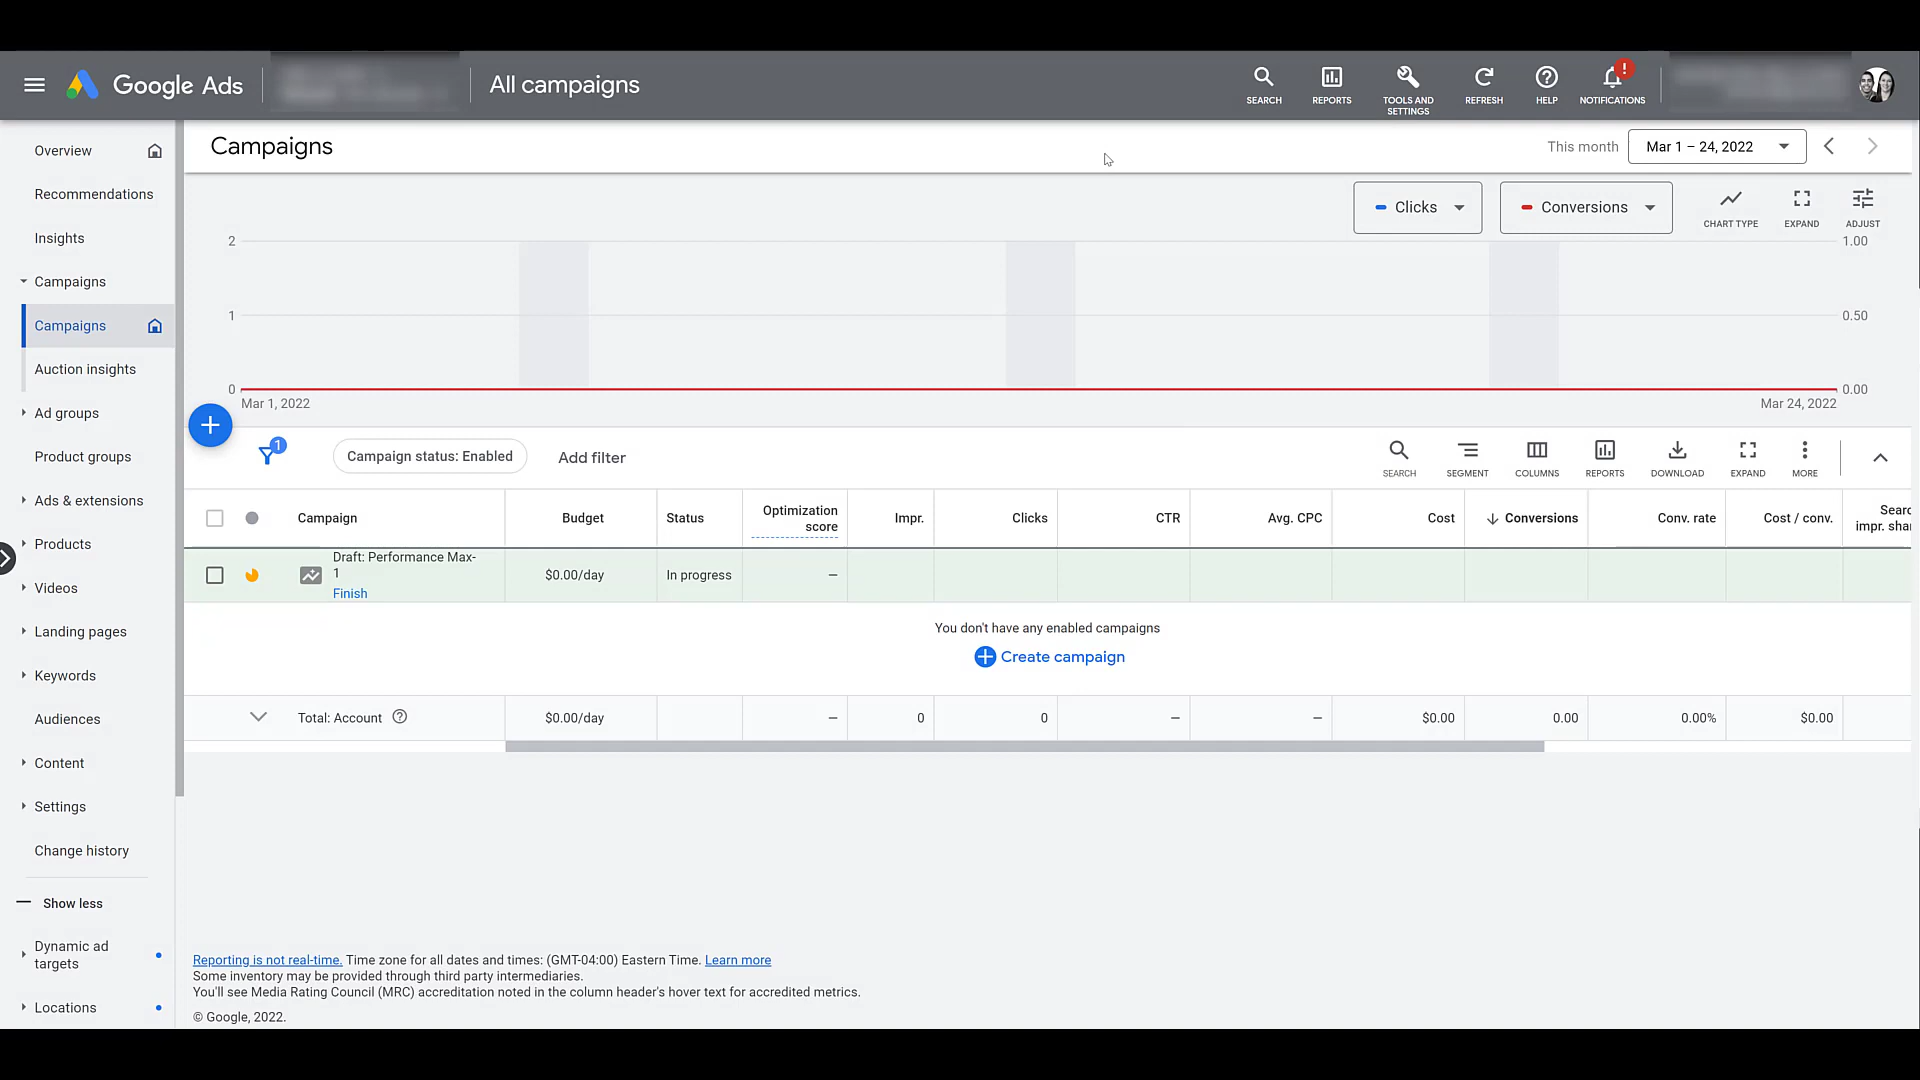 Google Ads
All campaigns
SEARCH
REPORTS
TOOLS AND
SETTINGS
REFRESH
HELP
!
NOTIFICATIONS
Overview
Recommendations
Insights
Campaigns
Campaigns
Auction insights
Ad groups
Product groups
Ads & extensions
Products
Videos
Landing pages
Keywords
Audiences
Content
Settings
Change history
Show less
Dynamic ad
targets
Locations
Campaigns
This month
Mar 1 – 24, 2022
Clicks
Conversions
CHART TYPE
EXPAND
ADJUST
2
1.00
1
0.50
0
0.00
Mar 1, 2022
Mar 24, 2022
1
Campaign status: Enabled
Add filter
SEARCH
SEGMENT
COLUMNS
REPORTS
DOWNLOAD
EXPAND
MORE
Campaign
Budget
Status
Optimization
score
Impr.
Clicks
CTR
Avg. CPC
Cost
Conversions
Conv. rate
Cost / conv.
Searc
impr. shar
Draft: Performance Max-
1
Finish
$0.00/day
In progress
—
You don't have any enabled campaigns
Create campaign
Total: Account
$0.00/day
—
0
0
—
—
$0.00
0.00
0.00%
$0.00
Reporting is not real-time. Time zone for all dates and times: (GMT-04:00) Eastern Time. Learn more
Some inventory may be provided through third party intermediaries.
You'll see Media Rating Council (MRC) accreditation noted in the column header's hover text for accredited metrics.
© Google, 2022.